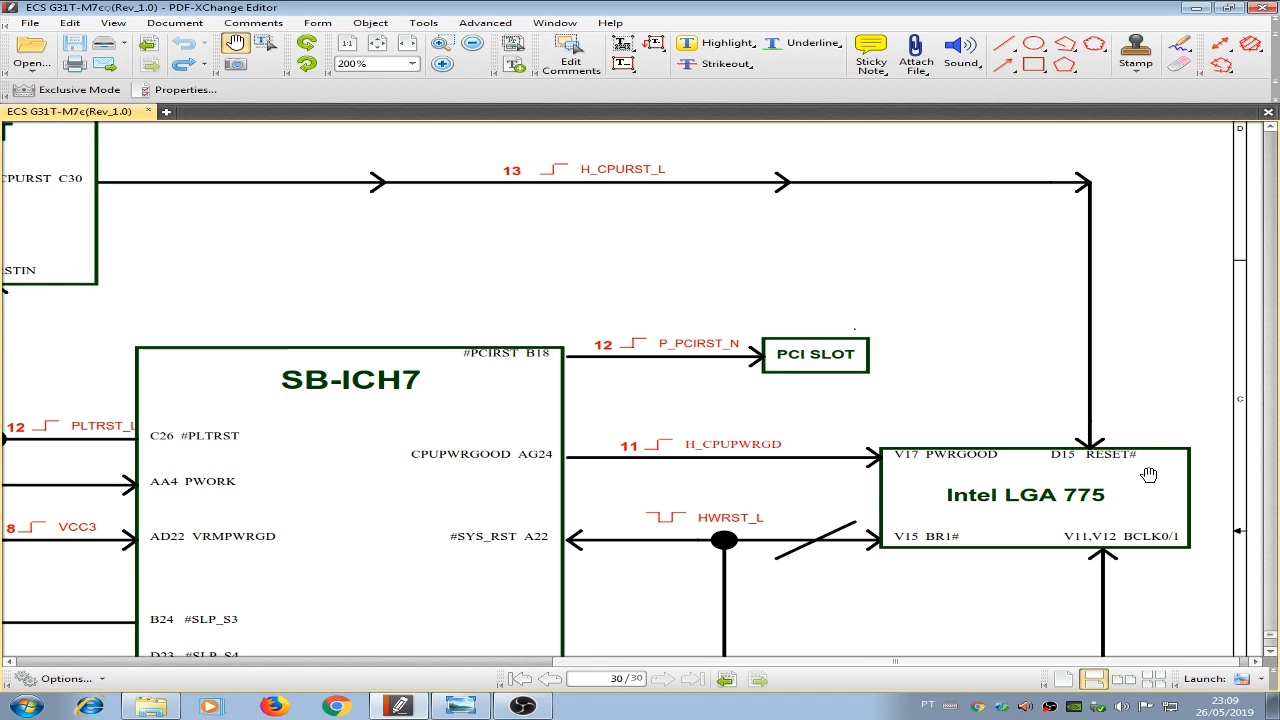 ECS G31T-M7c(Rev_1.0) - PDF-XChange Editor
File Edit View Document Comments Form Object Tools Advanced Window Help
Open...
1:1
200%
Edit Comments
Highlight
Strikeout
Underline
Sticky Note
Attach File
Sound
Stamp
Exclusive Mode
Properties...
ECS G31T-M7c(Rev_1.0)
D
13 H_CPURST_L
CPURST C30
STIN
#PCIRST B18
12 P_PCIRST_N
PCI SLOT
SB-ICH7
C
12 PLTRST_L
C26 #PLTRST
CPUPWRGOOD AG24
11 H_CPUPWRGD
V17 PWRGOOD
D15 RESET#
AA4 PWORK
Intel LGA 775
8 VCC3
AD22 VRMPWRGD
#SYS_RST A22
HWRST_L
V15 BR1#
V11,V12 BCLK0/1
B24 #SLP_S3
D23 #SLP_S4
Options...
30/30
Launch:
PT
23:09
26/05/2019